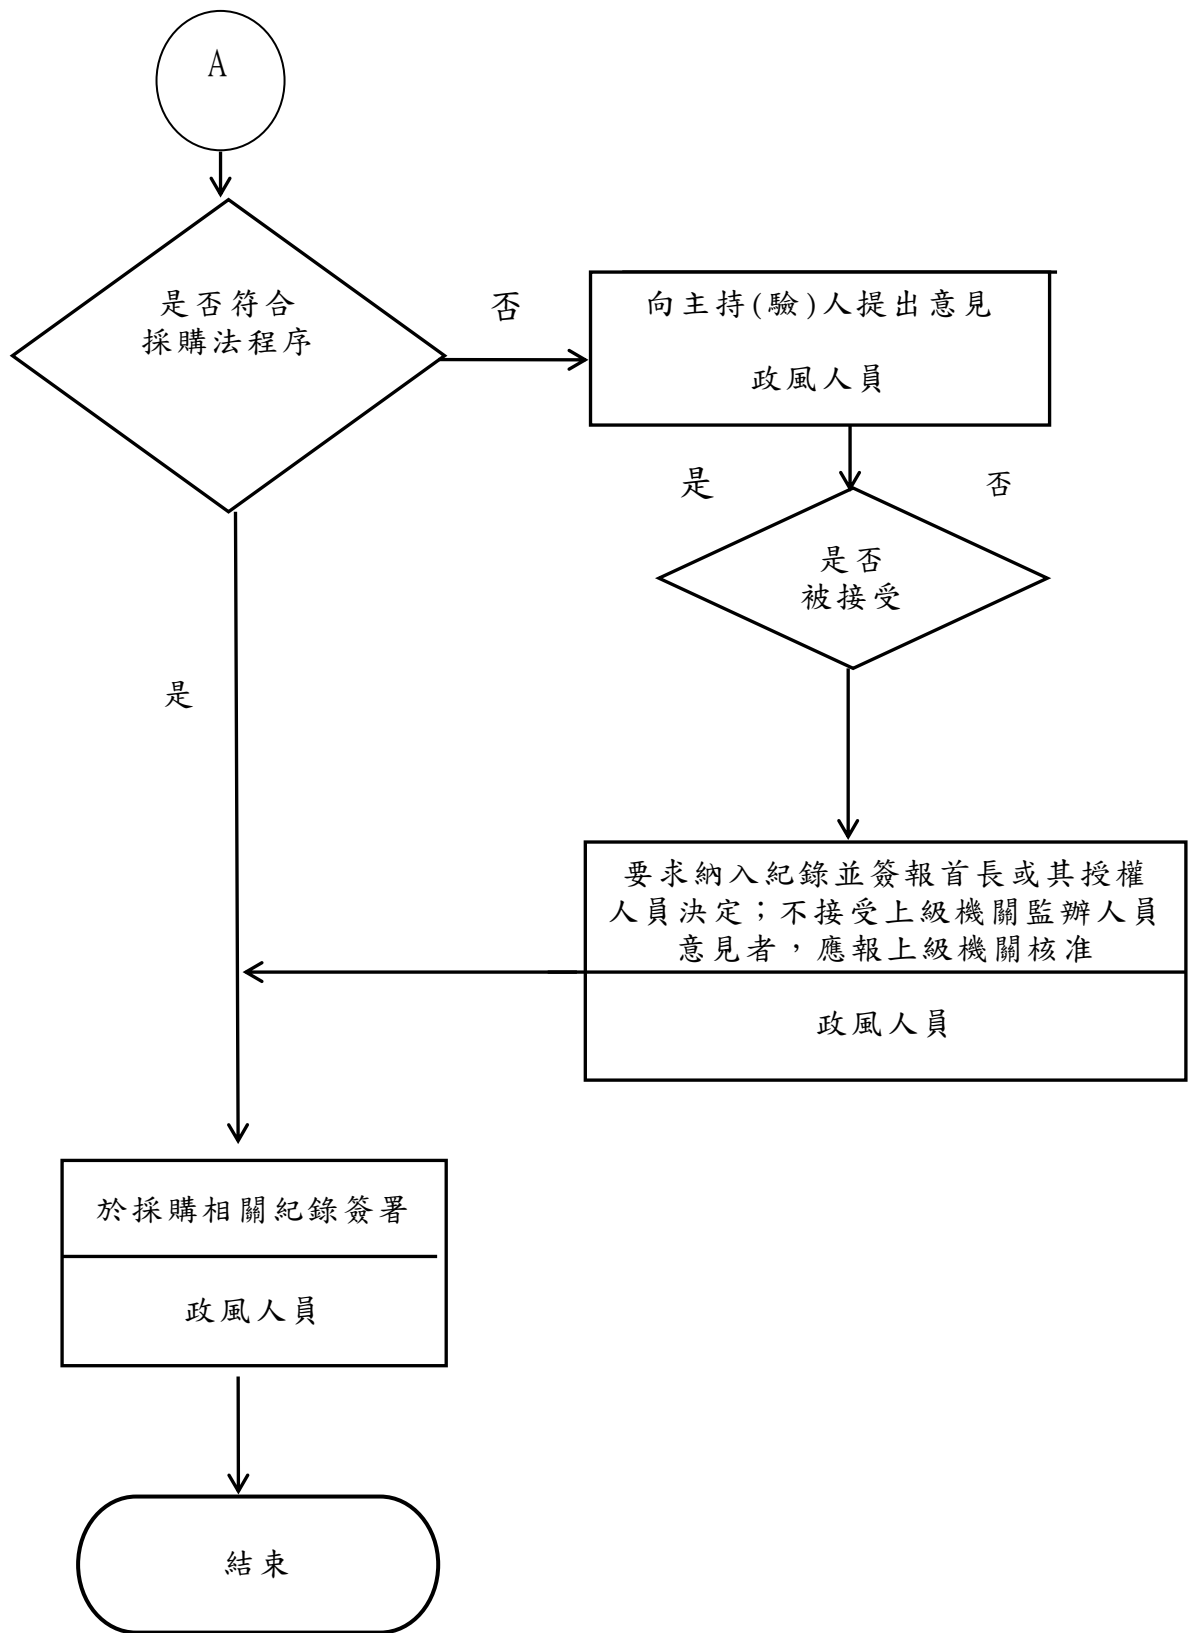 A
是否符合
採購法程序
否
向主持(驗)人提出意見
政風人員
是
否
是否
被接受
是
要求納入紀錄並簽報首長或其授權
人員決定；不接受上級機關監辦人員
意見者，應報上級機關核准
政風人員
於採購相關紀錄簽署
政風人員
結束